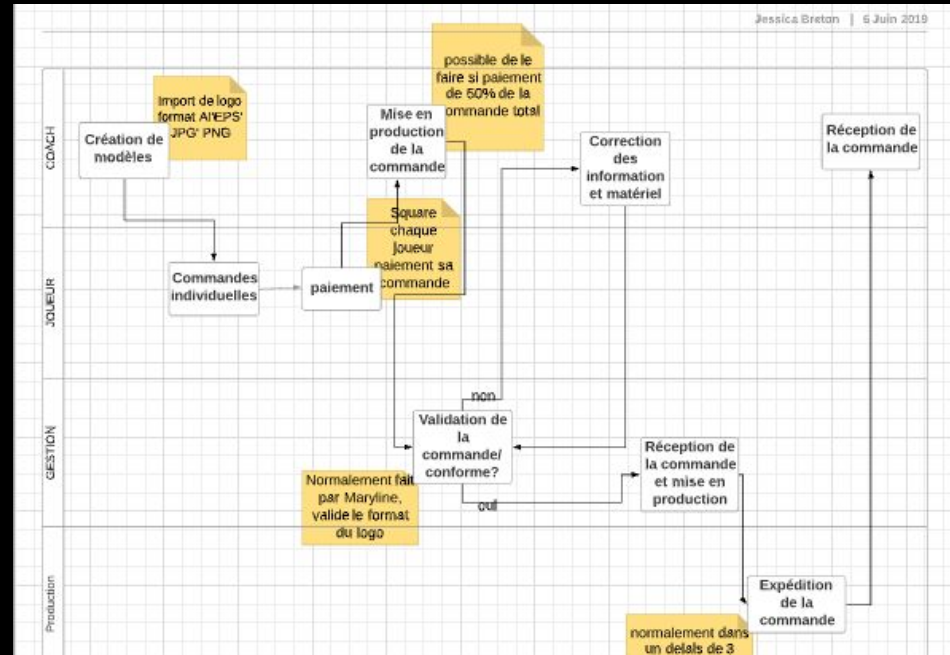 Jessica Breton | 6 Juin 2019
COACH
Import de logo
format AI'EPS'
JPG' PNG
Création de
modèles
possible de le
faire si paiement
de 50% de la
ommande total
Mise en
production
de la
commande
Correction
des
information
et matériel
Réception de
la commande
JOUEUR
Square
chaque
joueur
paiement sa
commande
Commandes
individuelles
paiement
GESTION
non
Validation de
la
commande/
conforme?
oui
Normalement fait
par Maryline,
valide le format
du logo
Réception de
la commande
et mise en
production
Production
Expédition
de la
commande
normalement dans
un delais de 3